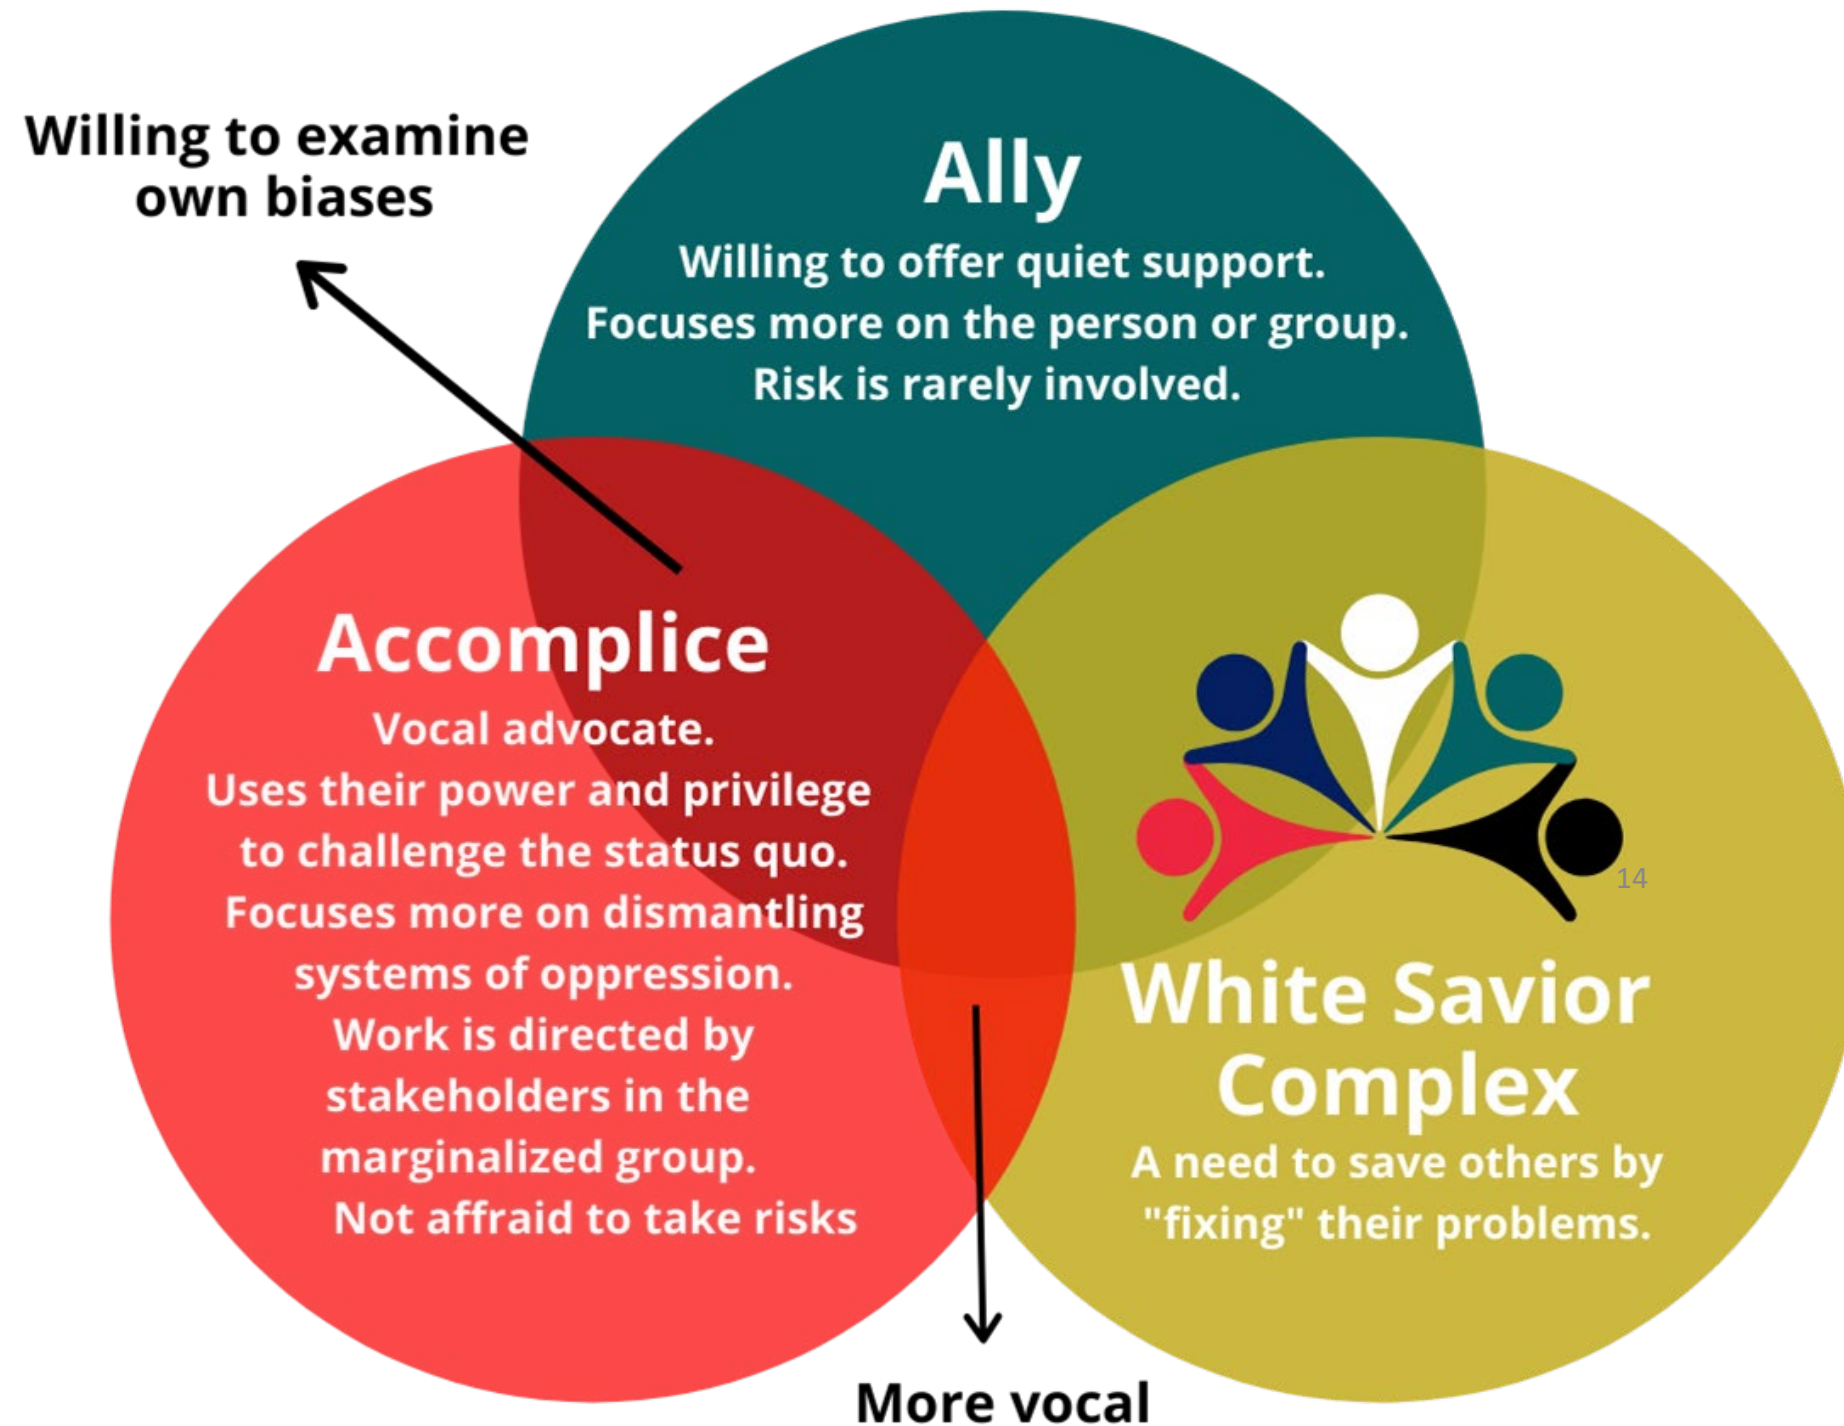 Willing to examine
own biases
Ally
Willing to offer quiet support.
Focuses more on the person or group.
Risk is rarely involved.
Accomplice
Vocal advocate.
Uses their power and privilege
to challenge the status quo.
Focuses more on dismantling
systems of oppression.
Work is directed by
stakeholders in the
marginalized group.
Not affraid to take risks
14
White Savior
Complex
A need to save others by
"fixing" their problems.
More vocal